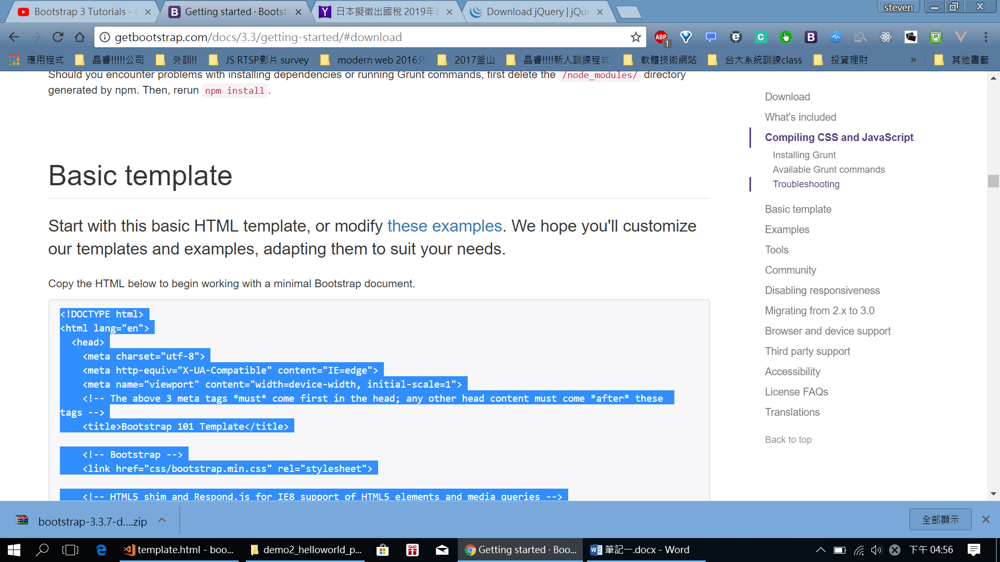 Bootstrap 3 Tutorials -
Getting started · Bootst
日本擬徵出國稅 2019年
Download jQuery | jQue
steven
getbootstrap.com/docs/3.3/getting-started/#download
ABP
1
應用程式
晶睿!!!!!公司
外訓!!
JS RTSP影片 survey
modern web 2016
2017釜山
晶睿!!!!新人訓練程式
軟體技術網站
台大系統訓練class
投資理財
»
其他書籤
Should you encounter problems with installing dependencies or running Grunt commands, first delete the /node_modules/ directory
generated by npm. Then, rerun npm install.
Basic template
Start with this basic HTML template, or modify these examples. We hope you'll customize
our templates and examples, adapting them to suit your needs.
Copy the HTML below to begin working with a minimal Bootstrap document.
<!DOCTYPE html>
<html lang="en">
<head>
<meta charset="utf-8">
<meta http-equiv="X-UA-Compatible" content="IE=edge">
<meta name="viewport" content="width=device-width, initial-scale=1">
<!-- The above 3 meta tags *must* come first in the head; any other head content must come *after* these
tags -->
<title>Bootstrap 101 Template</title>
<!-- Bootstrap -->
<link href="css/bootstrap.min.css" rel="stylesheet">
<!-- HTML5 shim and Respond.js for IE8 support of HTML5 elements and media queries -->
Download
What's included
Compiling CSS and JavaScript
Installing Grunt
Available Grunt commands
Troubleshooting
Basic template
Examples
Tools
Community
Disabling responsiveness
Migrating from 2.x to 3.0
Browser and device support
Third party support
Accessibility
License FAQs
Translations
Back to top
bootstrap-3.3.7-d....zip
全部顯示
template.html - boo...
demo2_helloworld_p...
Getting started · Boo...
筆記一.docx - Word
下午 04:56